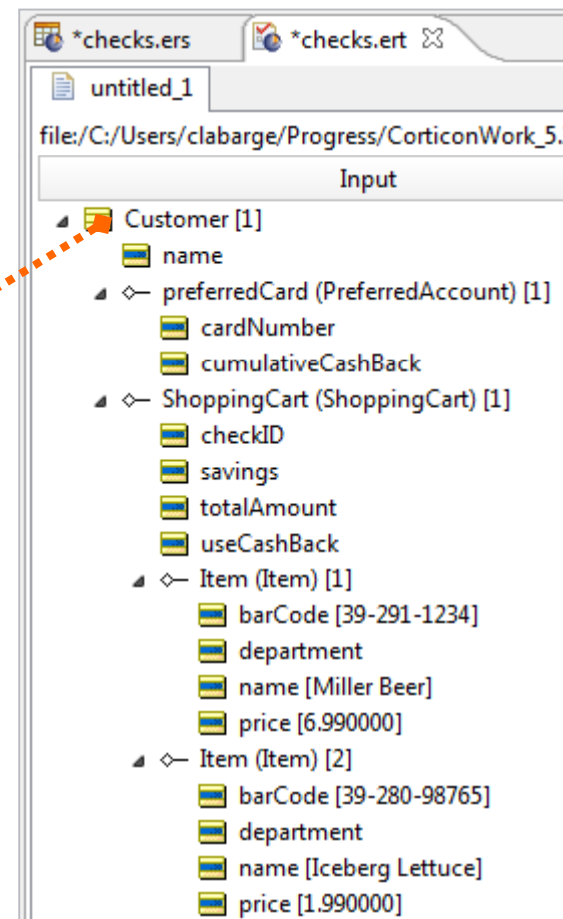 *checks.ers *checks.ert
untitled_1
file:/C:/Users/clabarge/Progress/CorticonWork_5.
Input
Customer [1]
name
preferredCard (PreferredAccount) [1]
cardNumber
cumulativeCashBack
ShoppingCart (ShoppingCart) [1]
checkID
savings
totalAmount
useCashBack
Item (Item) [1]
barCode [39-291-1234]
department
name [Miller Beer]
price [6.990000]
Item (Item) [2]
barCode [39-280-98765]
department
name [Iceberg Lettuce]
price [1.990000]